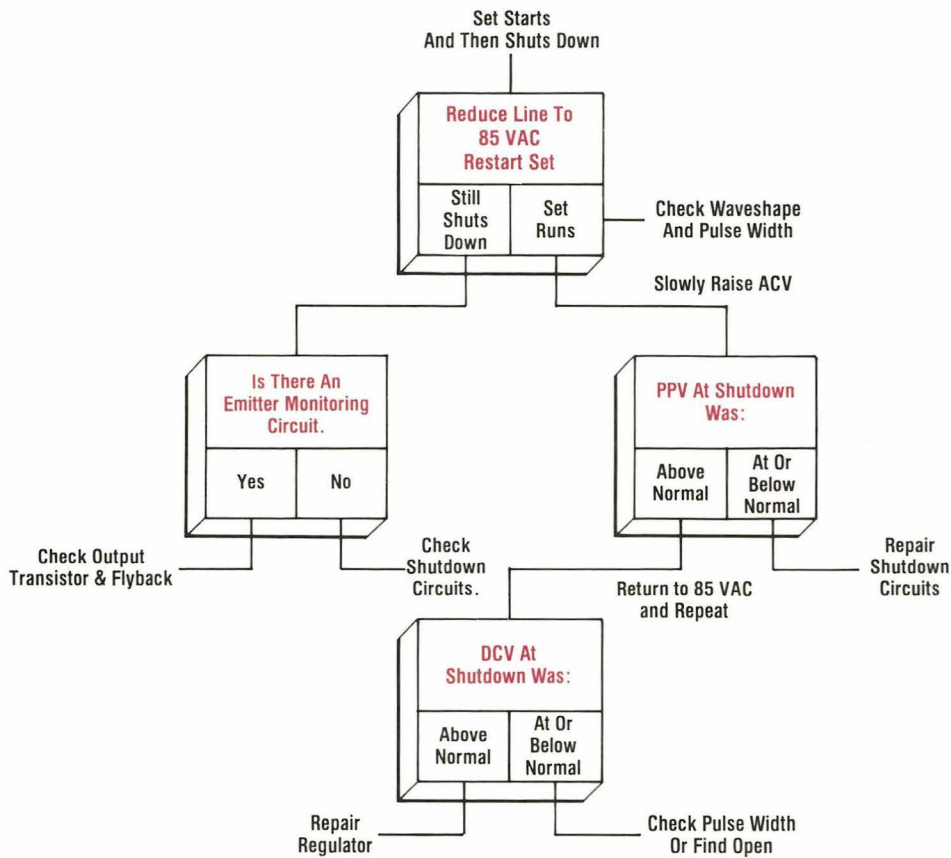 Set Starts
And Then Shuts Down
Reduce Line To
85 VAC
Restart Set
Still
Shuts
Down
Set
Runs
Check Waveshape
And Pulse Width
Slowly Raise ACV
Is There An
Emitter Monitoring
Circuit.
Yes
No
PPV At Shutdown
Was:
Above
Normal
At Or
Below
Normal
Check Output
Transistor & Flyback
Check
Shutdown
Circuits.
Return to 85 VAC
and Repeat
Repair
Shutdown
Circuits
DCV At
Shutdown Was:
Above
Normal
At Or
Below
Normal
Repair
Regulator
Check Pulse Width
Or Find Open